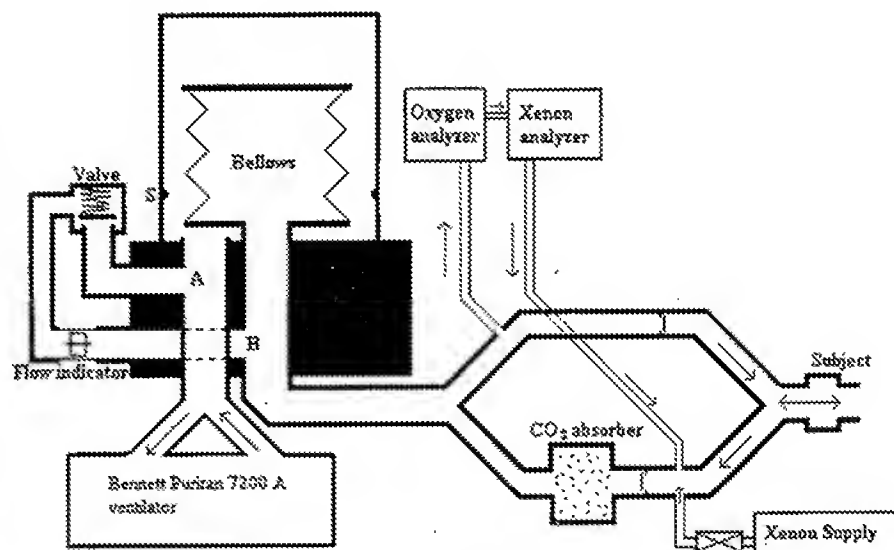 Oxygen
analyzer
Xenon
analyzer
Bellows
Valve
S
A
B
Flow indicator
Subject
CO2 absorber
Bennett Puritan 7200 A
ventilator
Xenon Supply